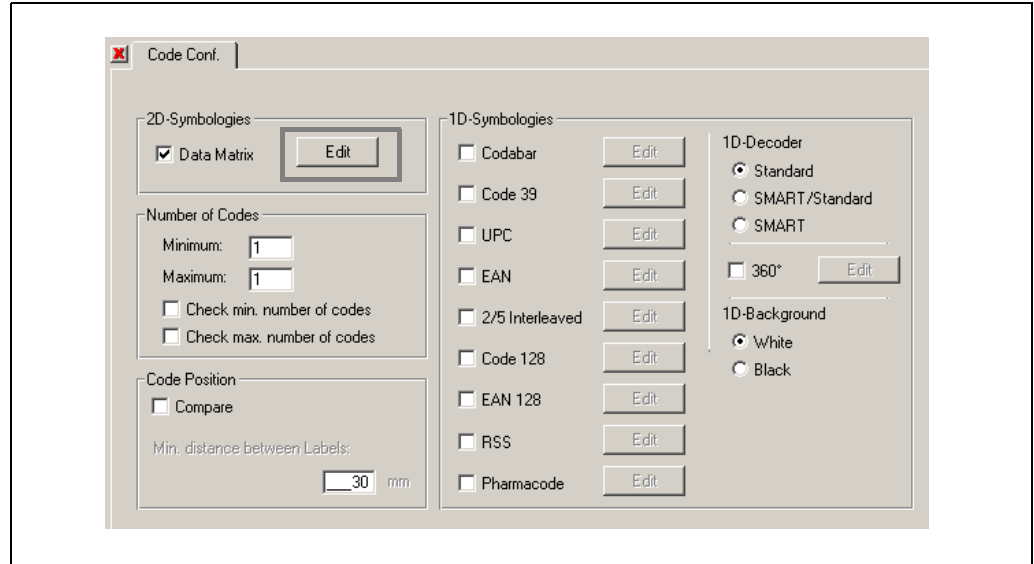 Code Conf.
2D-Symbologies
Data Matrix Edit
Number of Codes
Minimum: 1
Maximum: 1
Check min. number of codes
Check max. number of codes
Code Position
Compare
Min. distance between Labels:
__30 mm
1D-Symbologies
Codabar Edit
Code 39 Edit
UPC Edit
EAN Edit
2/5 Interleaved Edit
Code 128 Edit
EAN 128 Edit
RSS Edit
Pharmacode Edit
1D-Decoder
Standard
SMART/Standard
SMART
360° Edit
1D-Background
White
Black